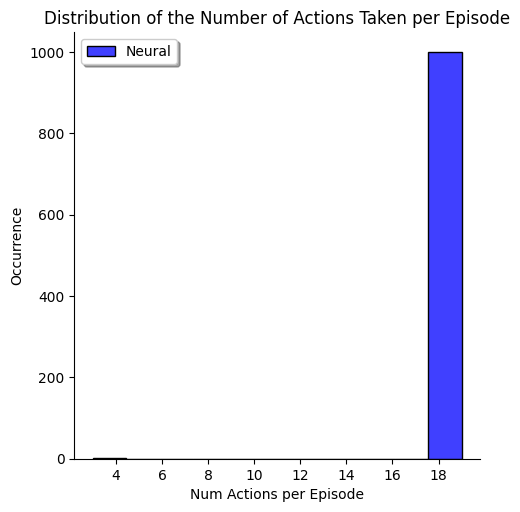 Distribution of the Number of Actions Taken per Episode
Neural
1000
800
600
400
200
0
Occurrence
4 6 8 10 12 14 16 18
Num Actions per Episode